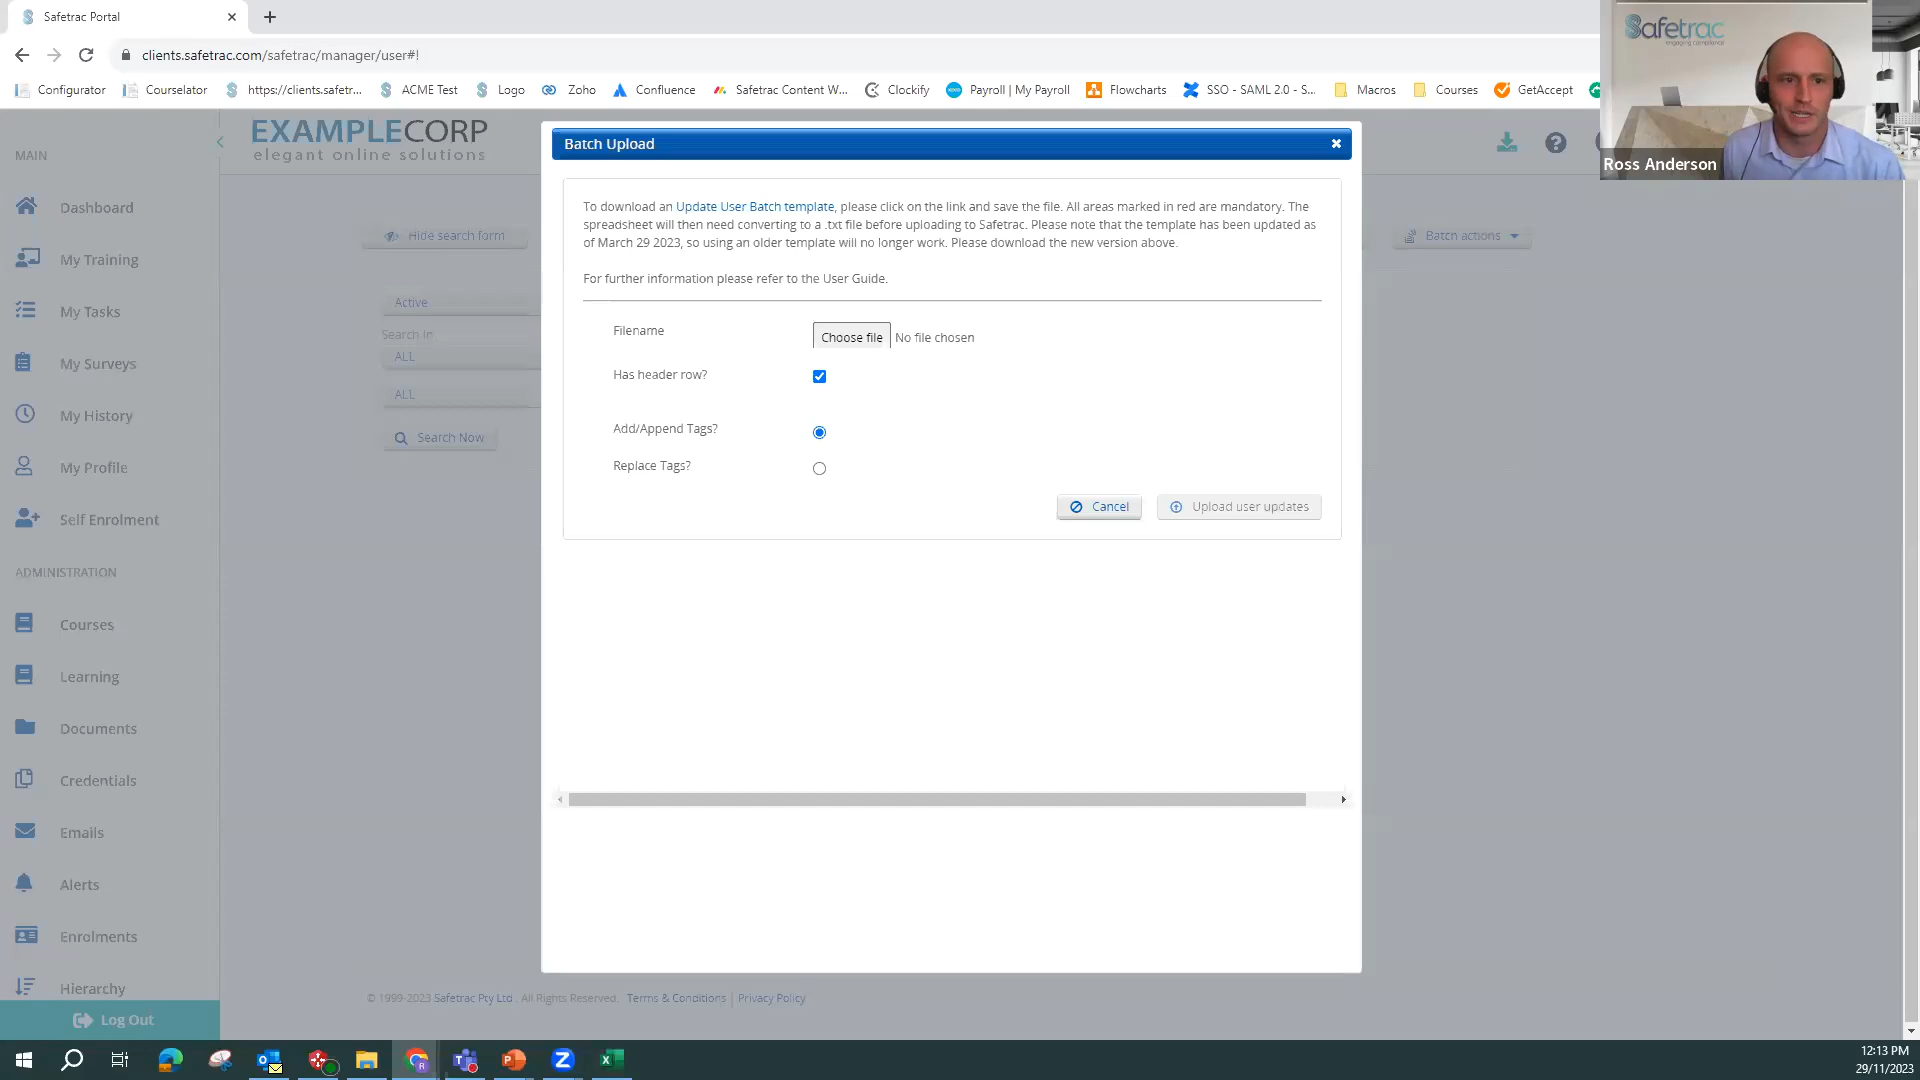 Safetrac Portal
clients.safetrac.com/safetrac/manager/user#!
Configurator
Courselator
https://clients.safetr...
ACME Test
Logo
Zoho
Confluence
Safetrac Content W...
Clockify
Payroll | My Payroll
Flowcharts
SSO - SAML 2.0 - S...
Macros
Courses
GetAccept
Safetrac
engaging compliance
Ross Anderson
MAIN
Dashboard
My Training
My Tasks
My Surveys
My History
My Profile
Self Enrolment
ADMINISTRATION
Courses
Learning
Documents
Credentials
Emails
Alerts
Enrolments
Hierarchy
Log Out
EXAMPLECORP
elegant online solutions
Hide search form
Batch actions
Active
Search In
ALL
ALL
Search Now
Batch Upload
To download an Update User Batch template, please click on the link and save the file. All areas marked in red are mandatory. The
spreadsheet will then need converting to a .txt file before uploading to Safetrac. Please note that the template has been updated as
of March 29 2023, so using an older template will no longer work. Please download the new version above.
For further information please refer to the User Guide.
Filename
Choose file No file chosen
Has header row?
Add/Append Tags?
Replace Tags?
Cancel
Upload user updates
© 1999-2023 Safetrac Pty Ltd . All Rights Reserved. Terms & Conditions | Privacy Policy
12:13 PM
29/11/2023